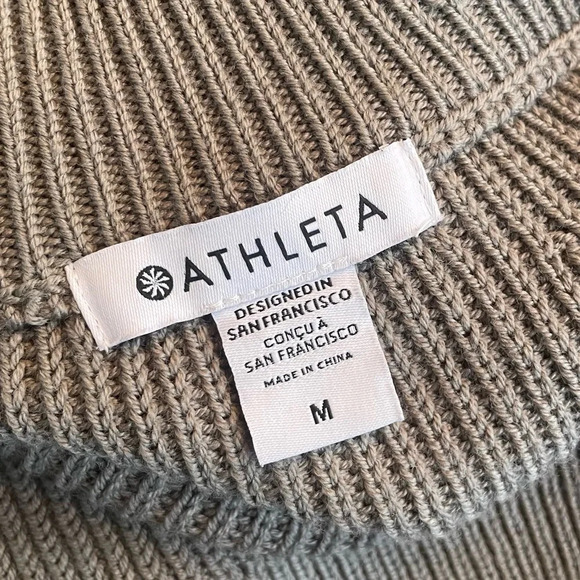 ATHLETA
DESIGNED IN
SAN FRANCISCO
CONÇU À
SAN FRANCISCO
MADE IN CHINA
M